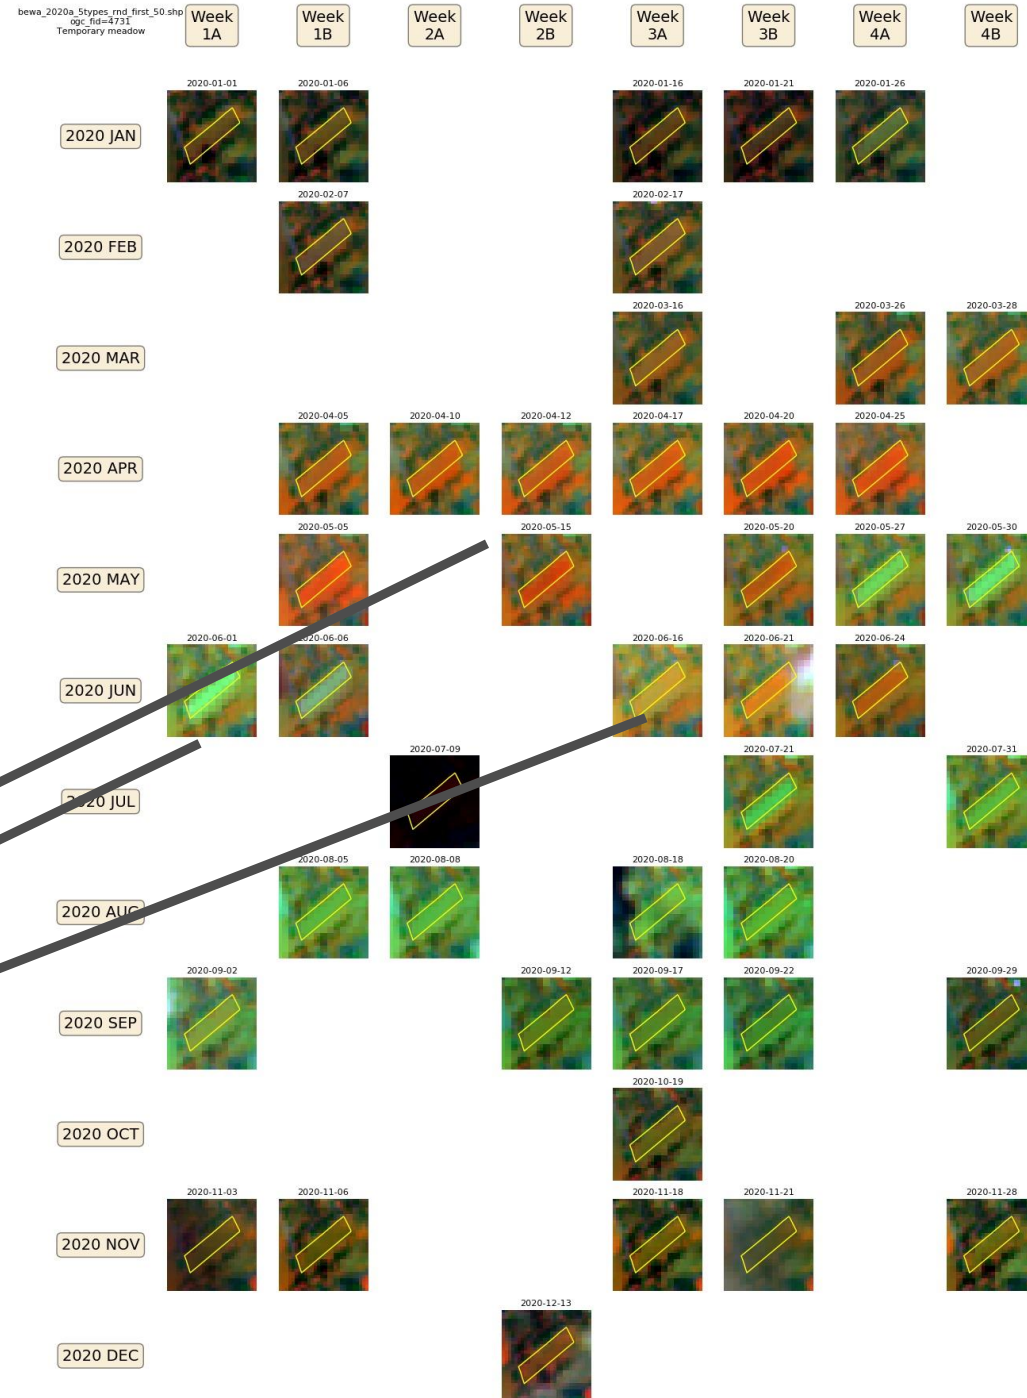 bewa_2020a_5types_rnd_first_50.shp
ogc_fid=4731
Temporary meadow
Week 1A
Week 1B
Week 2A
Week 2B
Week 3A
Week 3B
Week 4A
Week 4B
2020 JAN
2020-01-01
2020-01-06
2020-01-16
2020-01-21
2020-01-26
2020 FEB
2020-02-07
2020-02-17
2020 MAR
2020-03-16
2020-03-26
2020-03-28
2020 APR
2020-04-05
2020-04-10
2020-04-12
2020-04-17
2020-04-20
2020-04-25
2020 MAY
2020-05-05
2020-05-15
2020-05-20
2020-05-27
2020-05-30
2020 JUN
2020-06-01
2020-06-06
2020-06-16
2020-06-21
2020-06-24
2020 JUL
2020-07-09
2020-07-21
2020-07-31
2020 AUG
2020-08-05
2020-08-08
2020-08-18
2020-08-20
2020 SEP
2020-09-02
2020-09-12
2020-09-17
2020-09-22
2020-09-29
2020 OCT
2020-10-19
2020 NOV
2020-11-03
2020-11-06
2020-11-18
2020-11-21
2020-11-28
2020 DEC
2020-12-13